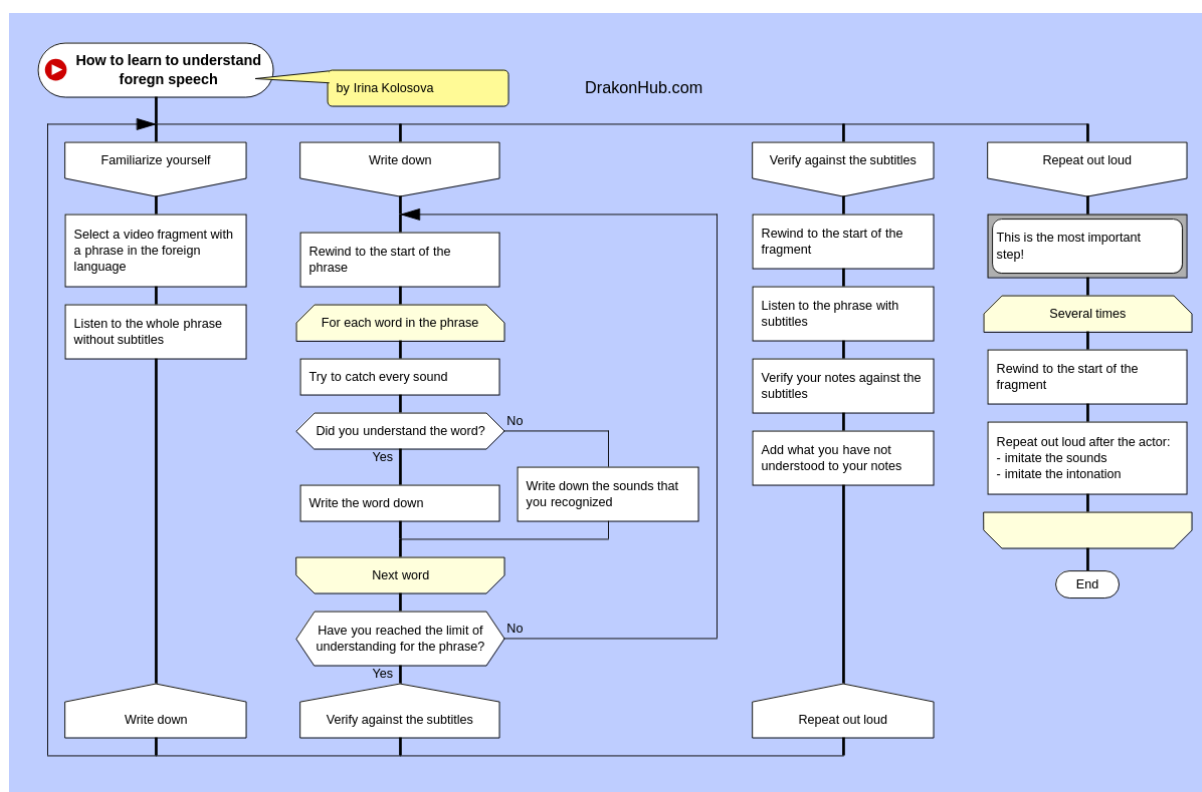 How to learn to understand
foregn speech
by Irina Kolosova
DrakonHub.com
Familiarize yourself
Select a video fragment with
a phrase in the foreign
language
Listen to the whole phrase
without subtitles
Write down
Write down
Rewind to the start of the
phrase
For each word in the phrase
Try to catch every sound
Did you understand the word?
No
Yes
Write the word down
Write down the sounds that
you recognized
Next word
Have you reached the limit of
understanding for the phrase?
No
Yes
Verify against the subtitles
Verify against the subtitles
Rewind to the start of the
fragment
Listen to the phrase with
subtitles
Verify your notes against the
subtitles
Add what you have not
understood to your notes
Repeat out loud
Repeat out loud
This is the most important
step!
Several times
Rewind to the start of the
fragment
Repeat out loud after the actor:
- imitate the sounds
- imitate the intonation
End